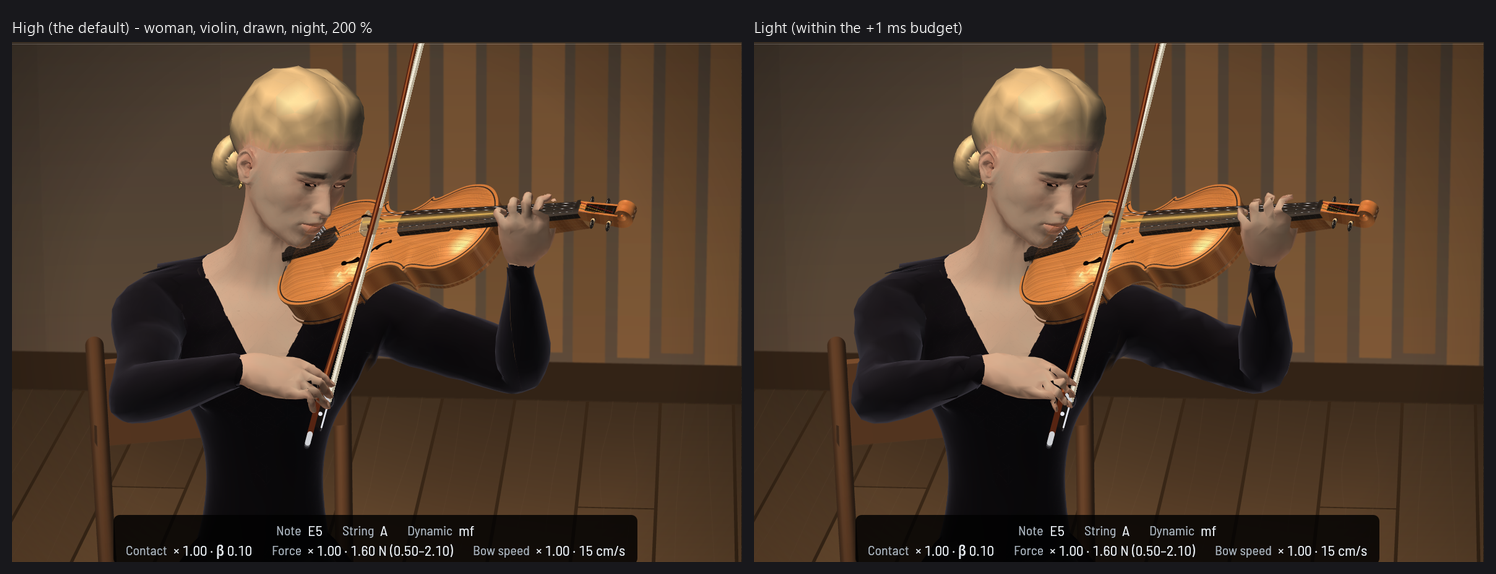 High (the default) - woman, violin, drawn, night, 200 %
Light (within the +1 ms budget)
Note E5 String A Dynamic mf
Contact × 1.00 · β 0.10 Force × 1.00 · 1.60 N (0.50–2.10) Bow speed × 1.00 · 15 cm/s
Note E5 String A Dynamic mf
Contact × 1.00 · β 0.10 Force × 1.00 · 1.60 N (0.50–2.10) Bow speed × 1.00 · 15 cm/s